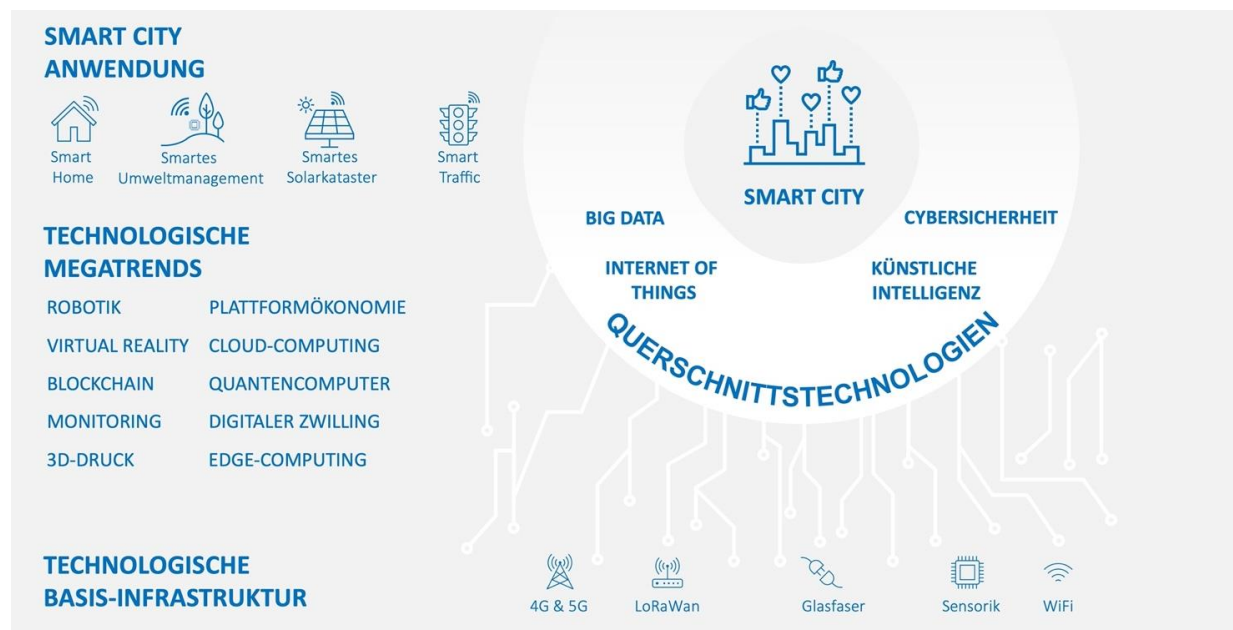 SMART CITY
ANWENDUNG
Smart
Home
Smartes
Umweltmanagement
Smartes
Solarkataster
Smart
Traffic
TECHNOLOGISCHE
MEGATRENDS
ROBOTIK
PLATTFORMÖKONOMIE
VIRTUAL REALITY
CLOUD-COMPUTING
BLOCKCHAIN
QUANTENCOMPUTER
MONITORING
DIGITALER ZWILLING
3D-DRUCK
EDGE-COMPUTING
SMART CITY
BIG DATA
CYBERSICHERHEIT
INTERNET OF
THINGS
KÜNSTLICHE
INTELLIGENZ
QUERSCHNITTSTECHNOLOGIEN
TECHNOLOGISCHE
BASIS-INFRASTRUKTUR
4G & 5G
LoRaWan
Glasfaser
Sensorik
WiFi